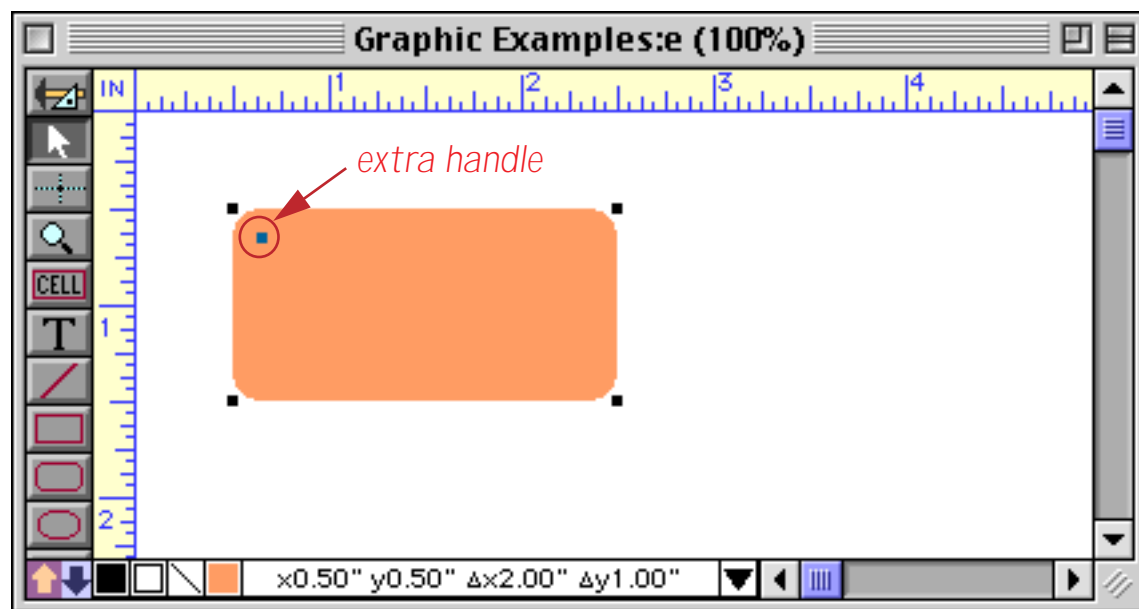 Graphic Examples:e (100%)
IN 1 2 3 4
extra handle
CELL
T
1
2
x0.50" y0.50" Δx2.00" Δy1.00"